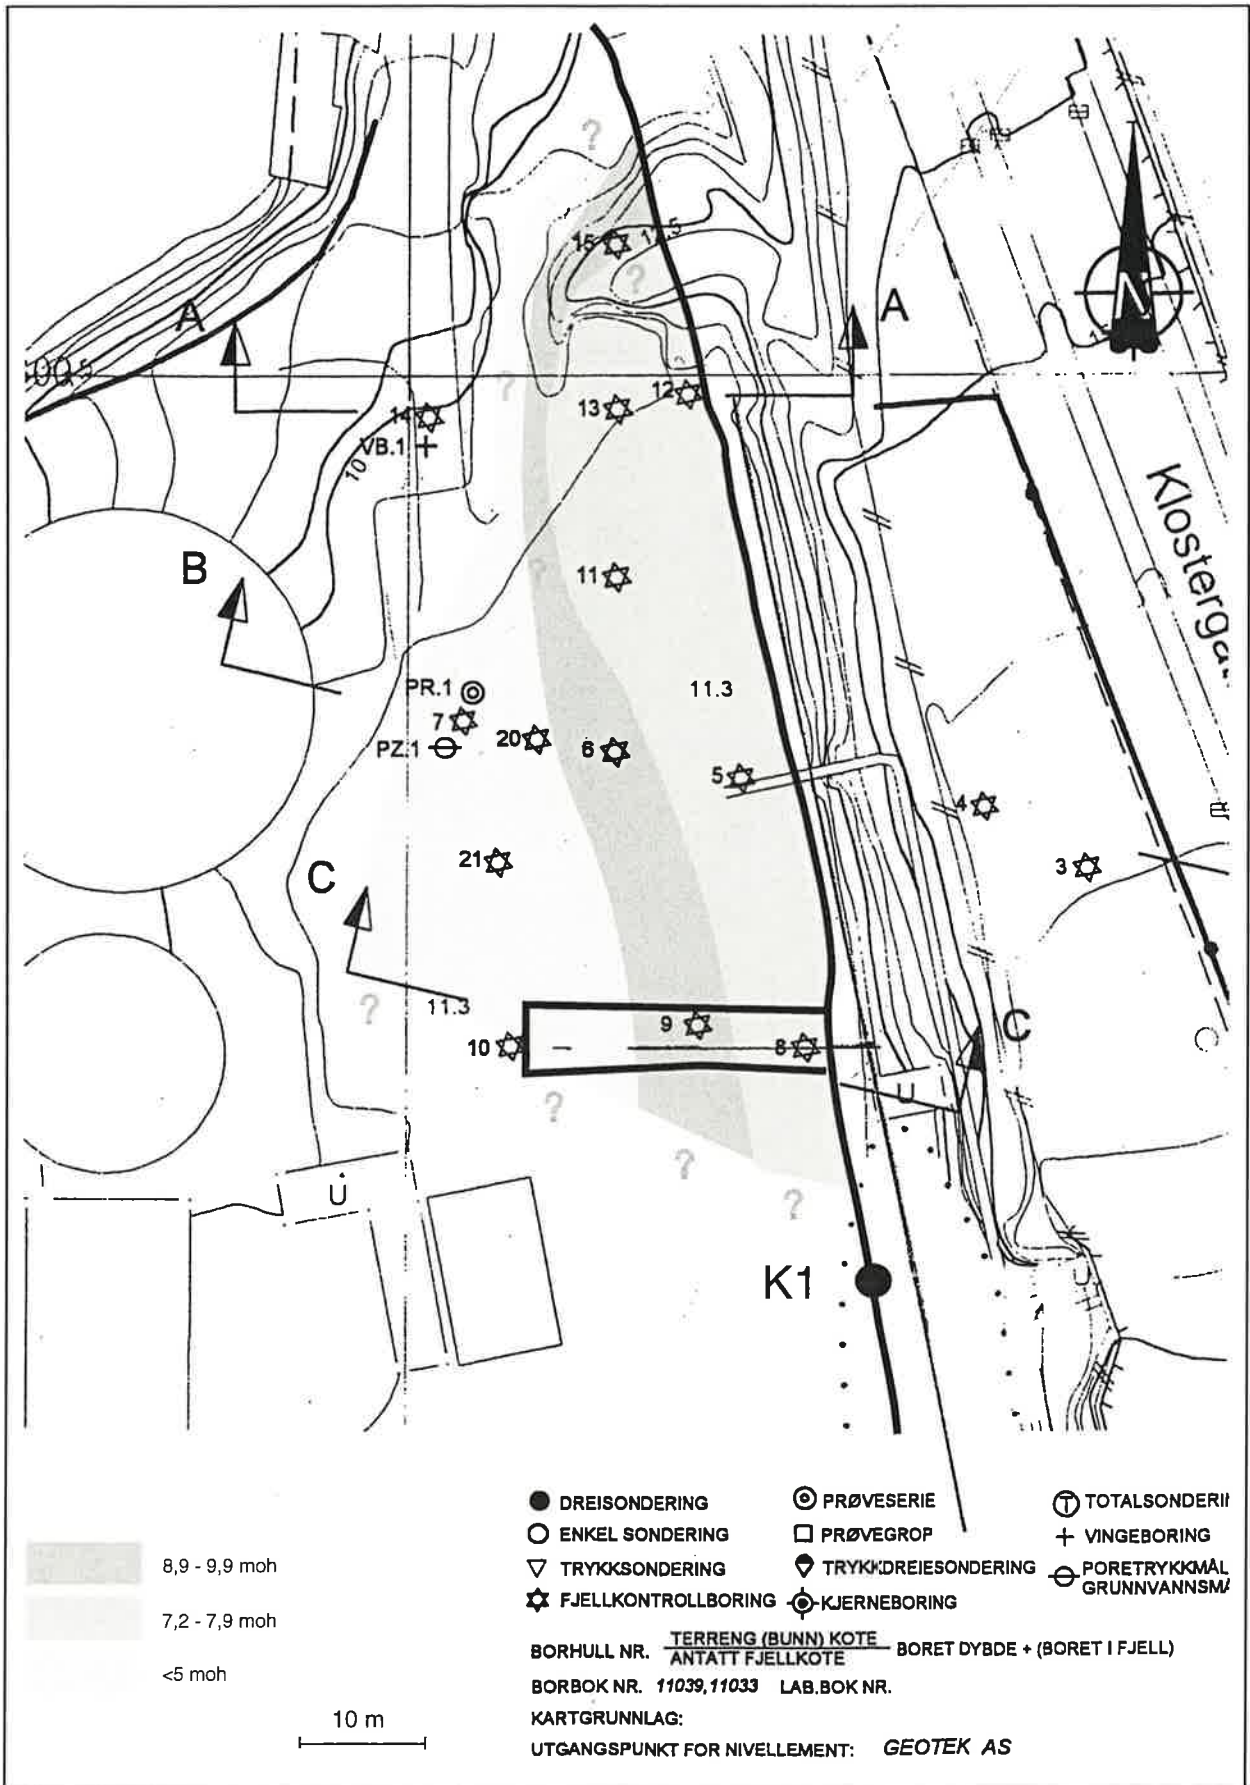 ?
15
?
A
A
N
?
12
13
14
VB.1
10
Klosterga
B
?
11
PR.1
11.3
7
20
6
PZ.1
5
4
21
3
C
?
11.3
9
C
10
8
U
?
?
U
?
K1
8,9 - 9,9 moh
7,2 - 7,9 moh
<5 moh
10 m
DREISONDERING
PRØVESERIE
TOTALSONDERI
ENKEL SONDERING
PRØVEGROP
VINGEBORING
TRYKKSONDERING
TRYKKDREIESONDERING
PORETRYKKMÅL
GRUNNVANNSMÅ
FJELLKONTROLLBORING
KJERNEBORING
BORHULL NR.
TERRENG (BUNN) KOTE
ANTATT FJELLKOTE
BORET DYBDE + (BORET I FJELL)
BORBOK NR. 11039,11033 LAB.BOK NR.
KARTGRUNNLAG:
UTGANGSPUNKT FOR NIVELLEMENT: GEOTEK AS